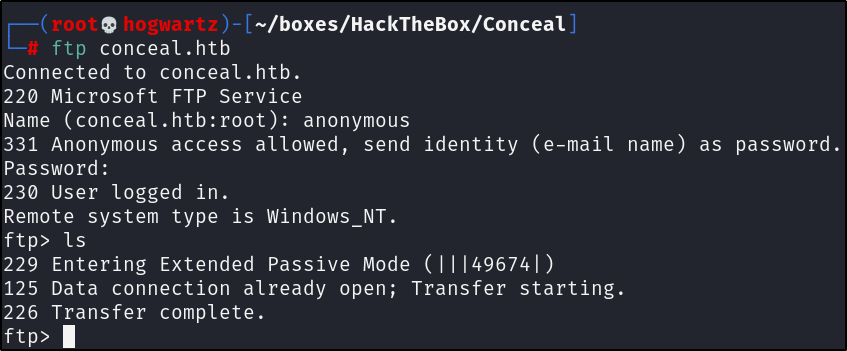 ┌──(root💀hogwartz)-[~/boxes/HackTheBox/Conceal]
└─# ftp conceal.htb
Connected to conceal.htb.
220 Microsoft FTP Service
Name (conceal.htb:root): anonymous
331 Anonymous access allowed, send identity (e-mail name) as password.
Password:
230 User logged in.
Remote system type is Windows_NT.
ftp> ls
229 Entering Extended Passive Mode (|||49674|)
125 Data connection already open; Transfer starting.
226 Transfer complete.
ftp>